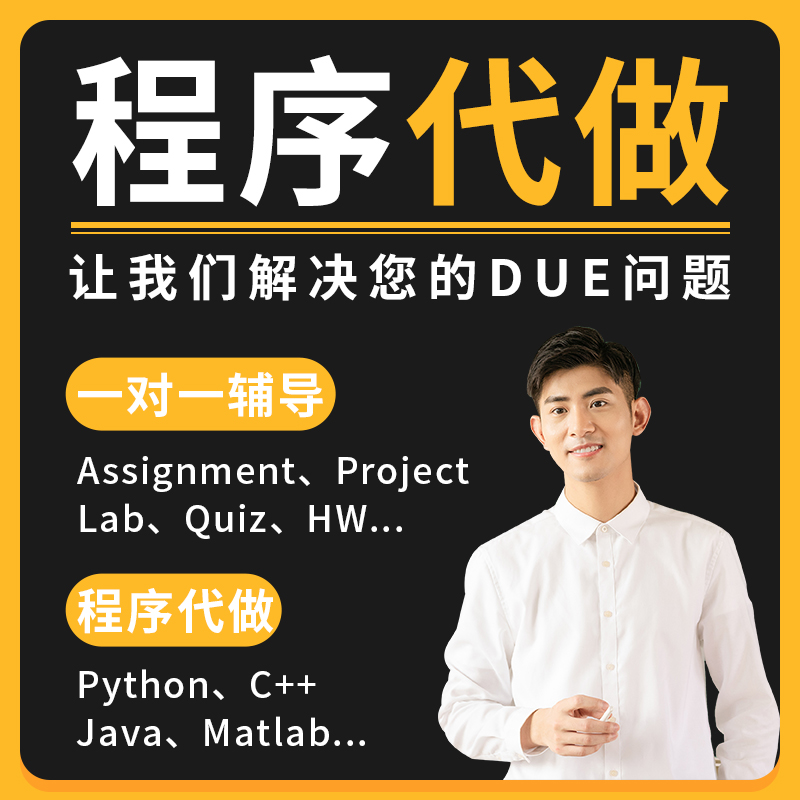 程序代做
让我们解决您的DUE问题
一对一辅导
Assignment、Project
Lab、Quiz、HW...
程序代做
Python、C++
Java、Matlab...